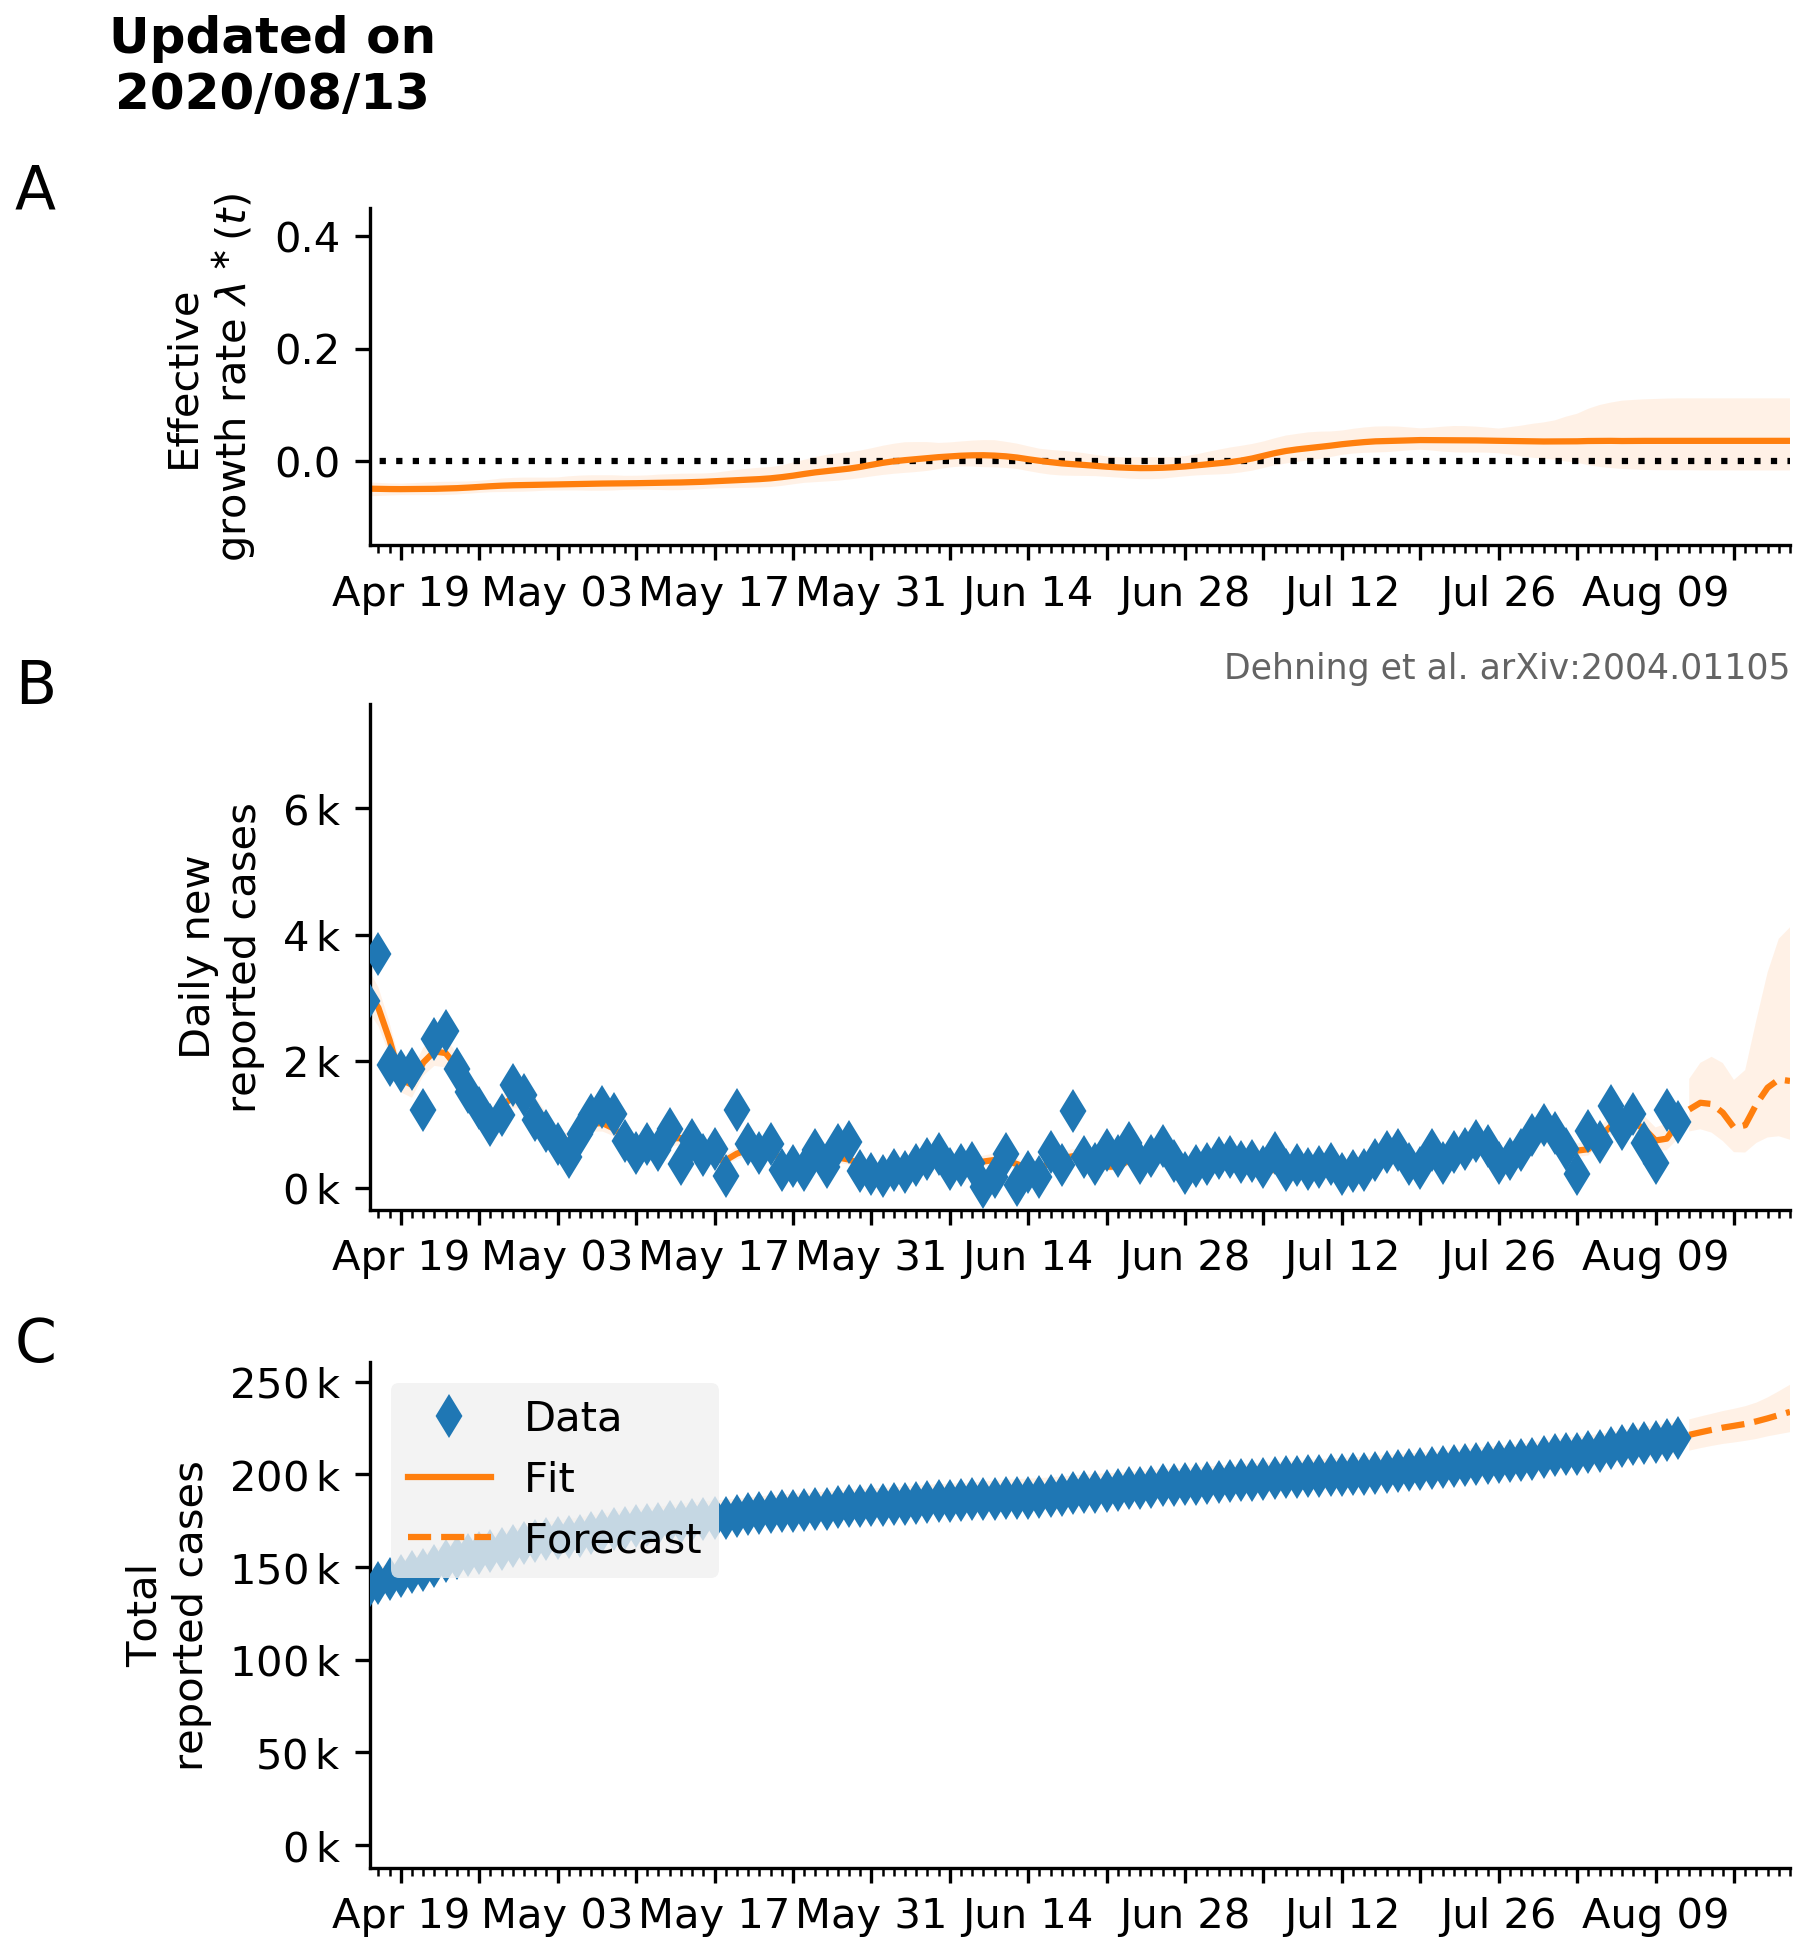 Updated on
2020/08/13
A
Effective
growth rate λ * (t)
0.4
0.2
0.0
Apr 19 May 03 May 17 May 31 Jun 14 Jun 28 Jul 12 Jul 26 Aug 09
B
Dehning et al. arXiv:2004.01105
Daily new
reported cases
6 k
4 k
2 k
0 k
Apr 19 May 03 May 17 May 31 Jun 14 Jun 28 Jul 12 Jul 26 Aug 09
C
Total
reported cases
250 k
200 k
150 k
100 k
50 k
0 k
Data
Fit
Forecast
Apr 19 May 03 May 17 May 31 Jun 14 Jun 28 Jul 12 Jul 26 Aug 09